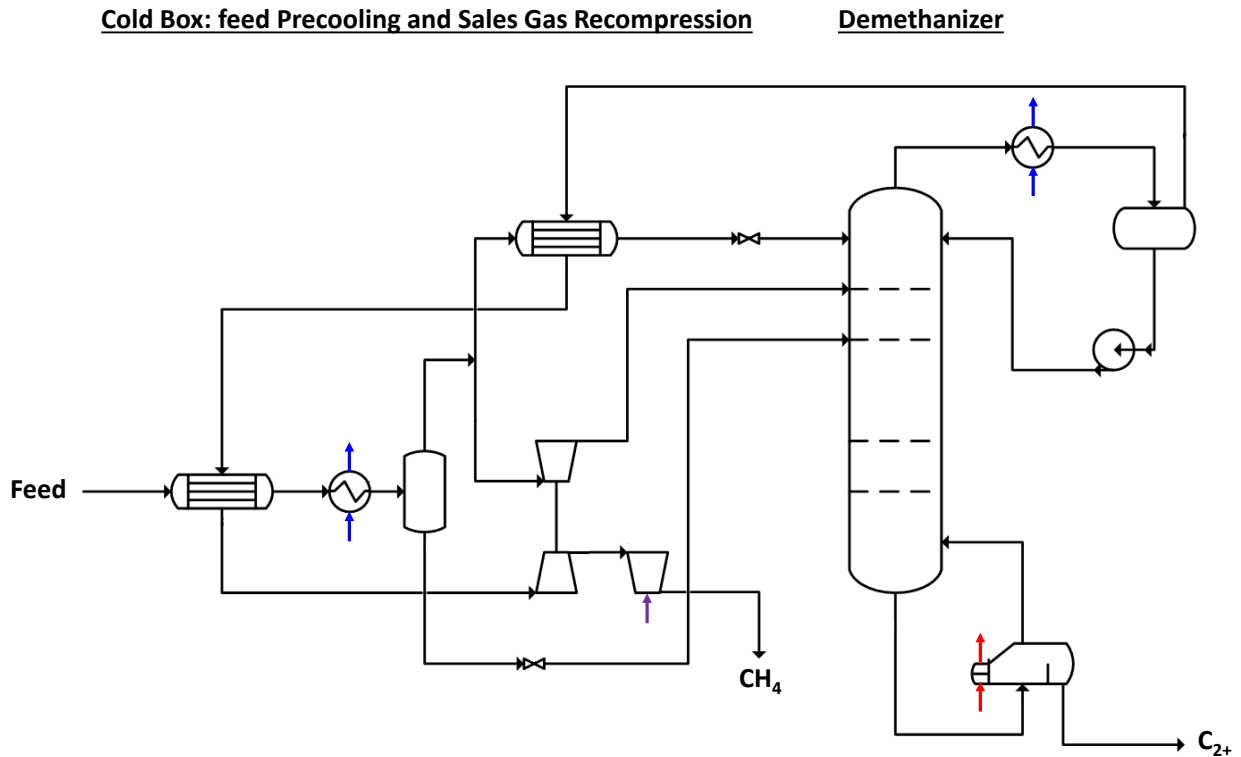 Cold Box: feed Precooling and Sales Gas Recompression
Demethanizer
Feed
CH₄
C₂₊